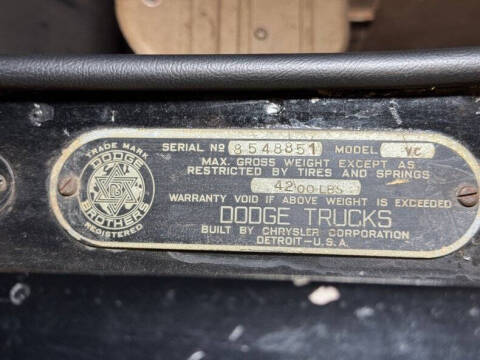 TRADE MARK
DODGE
BROTHERS
REGISTERED
SERIAL Nº 8548851 MODEL VC
MAX. GROSS WEIGHT EXCEPT AS
RESTRICTED BY TIRES AND SPRINGS
4200 LBS
WARRANTY VOID IF ABOVE WEIGHT IS EXCEEDED
DODGE TRUCKS
BUILT BY CHRYSLER CORPORATION
DETROIT-U.S.A.